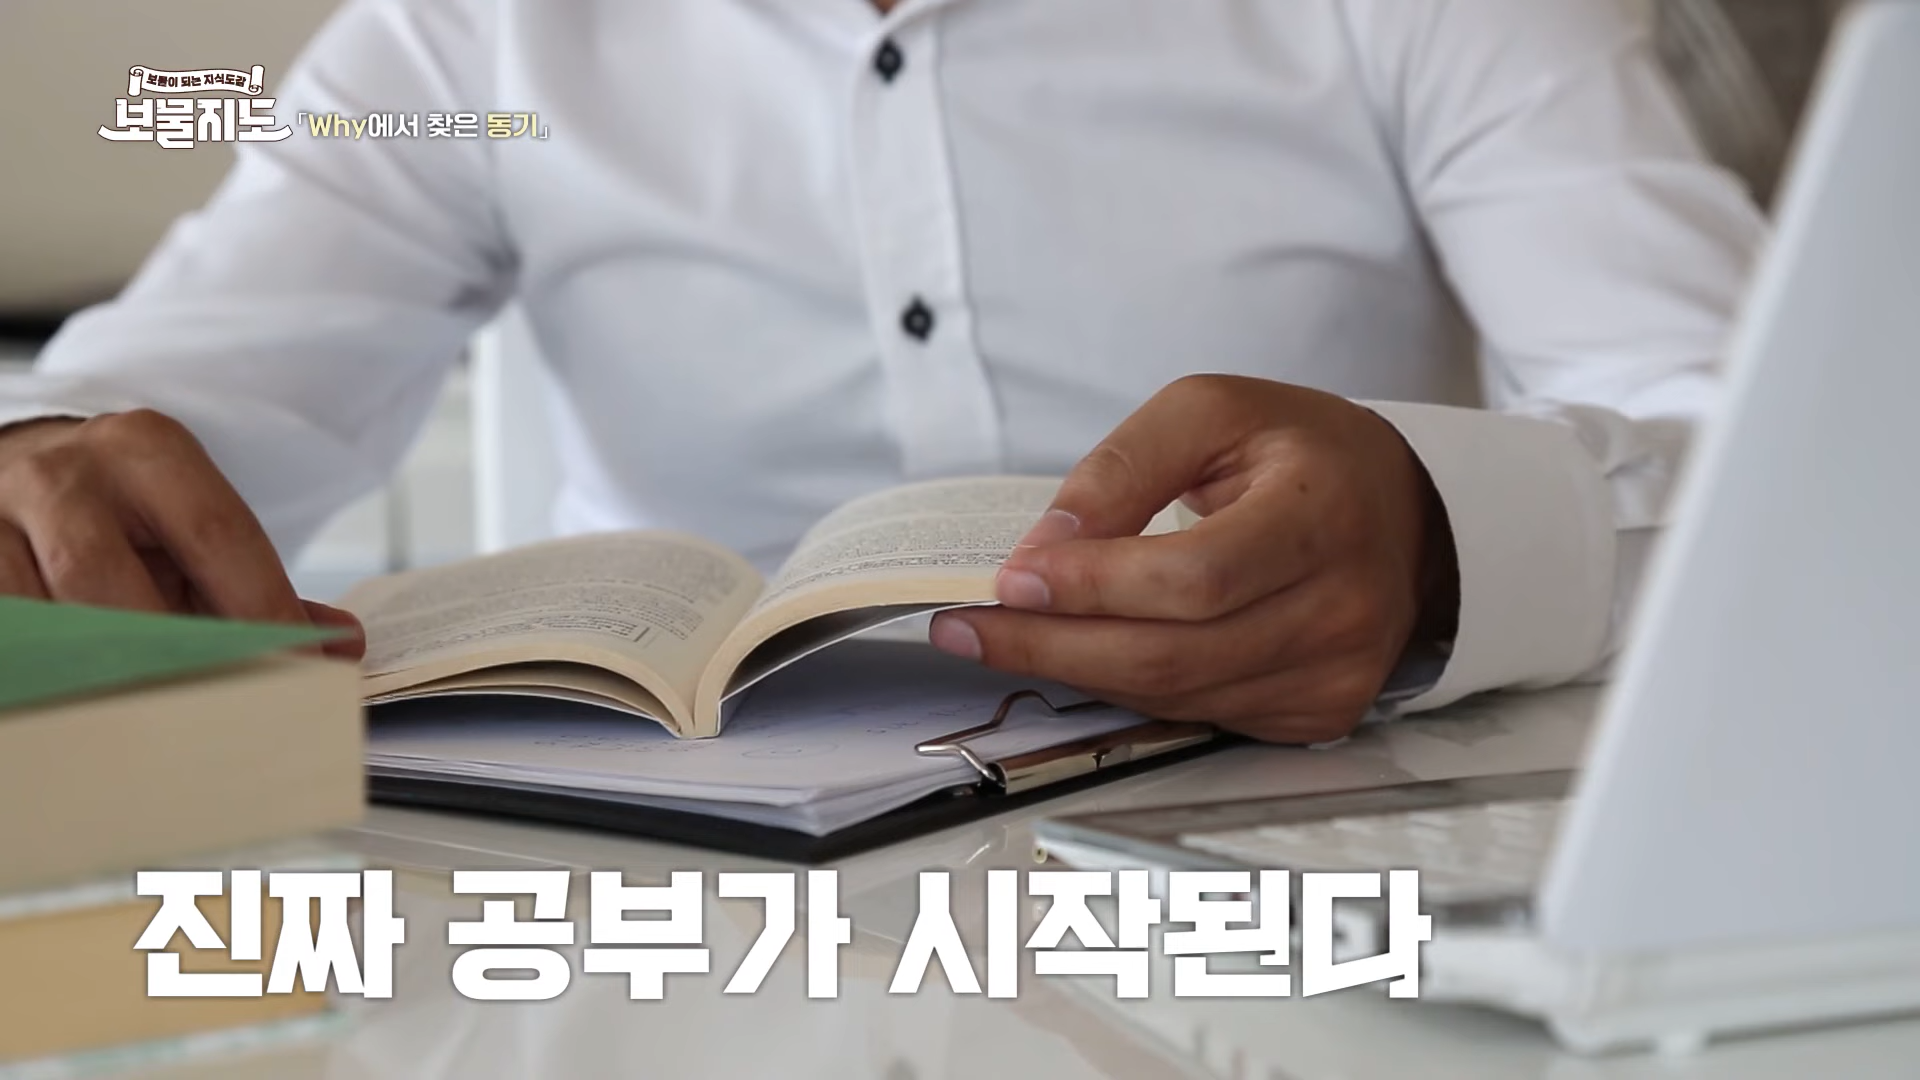 보물이 되는 지식도감
보물지도
「Why에서 찾은 동기」
진짜 공부가 시작된다